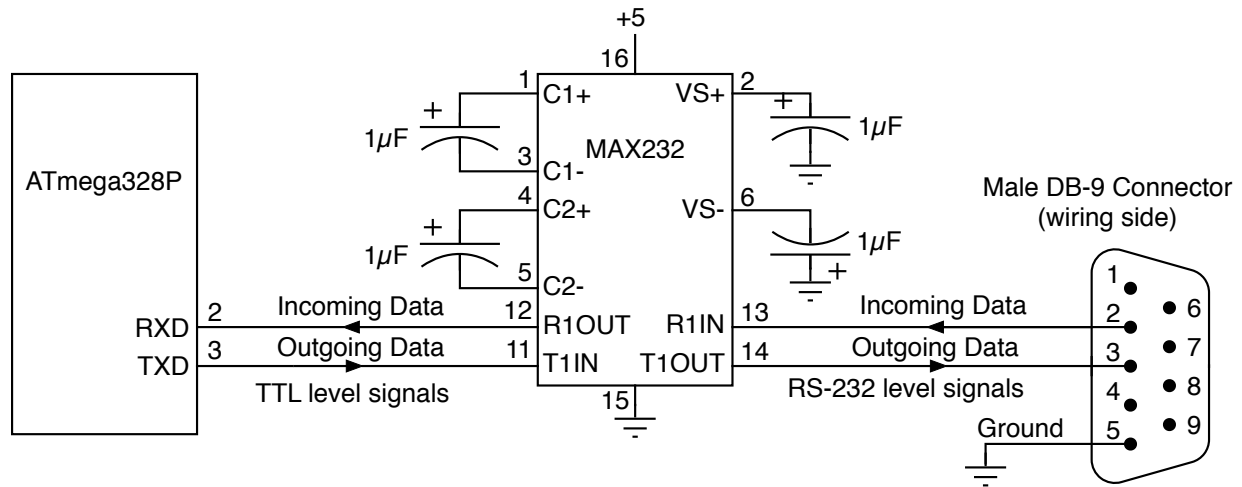 +5
16
1
C1+
VS+
2
+
1µF
+
1µF
MAX232
3
C1-
ATmega328P
4
C2+
VS-
6
+
1µF
1µF
+
5
C2-
Male DB-9 Connector
(wiring side)
1
6
2
7
3
8
4
9
5
RXD
2
Incoming Data
12
R1OUT
R1IN
13
Incoming Data
TXD
3
Outgoing Data
11
T1IN
T1OUT
14
Outgoing Data
TTL level signals
RS-232 level signals
15
Ground